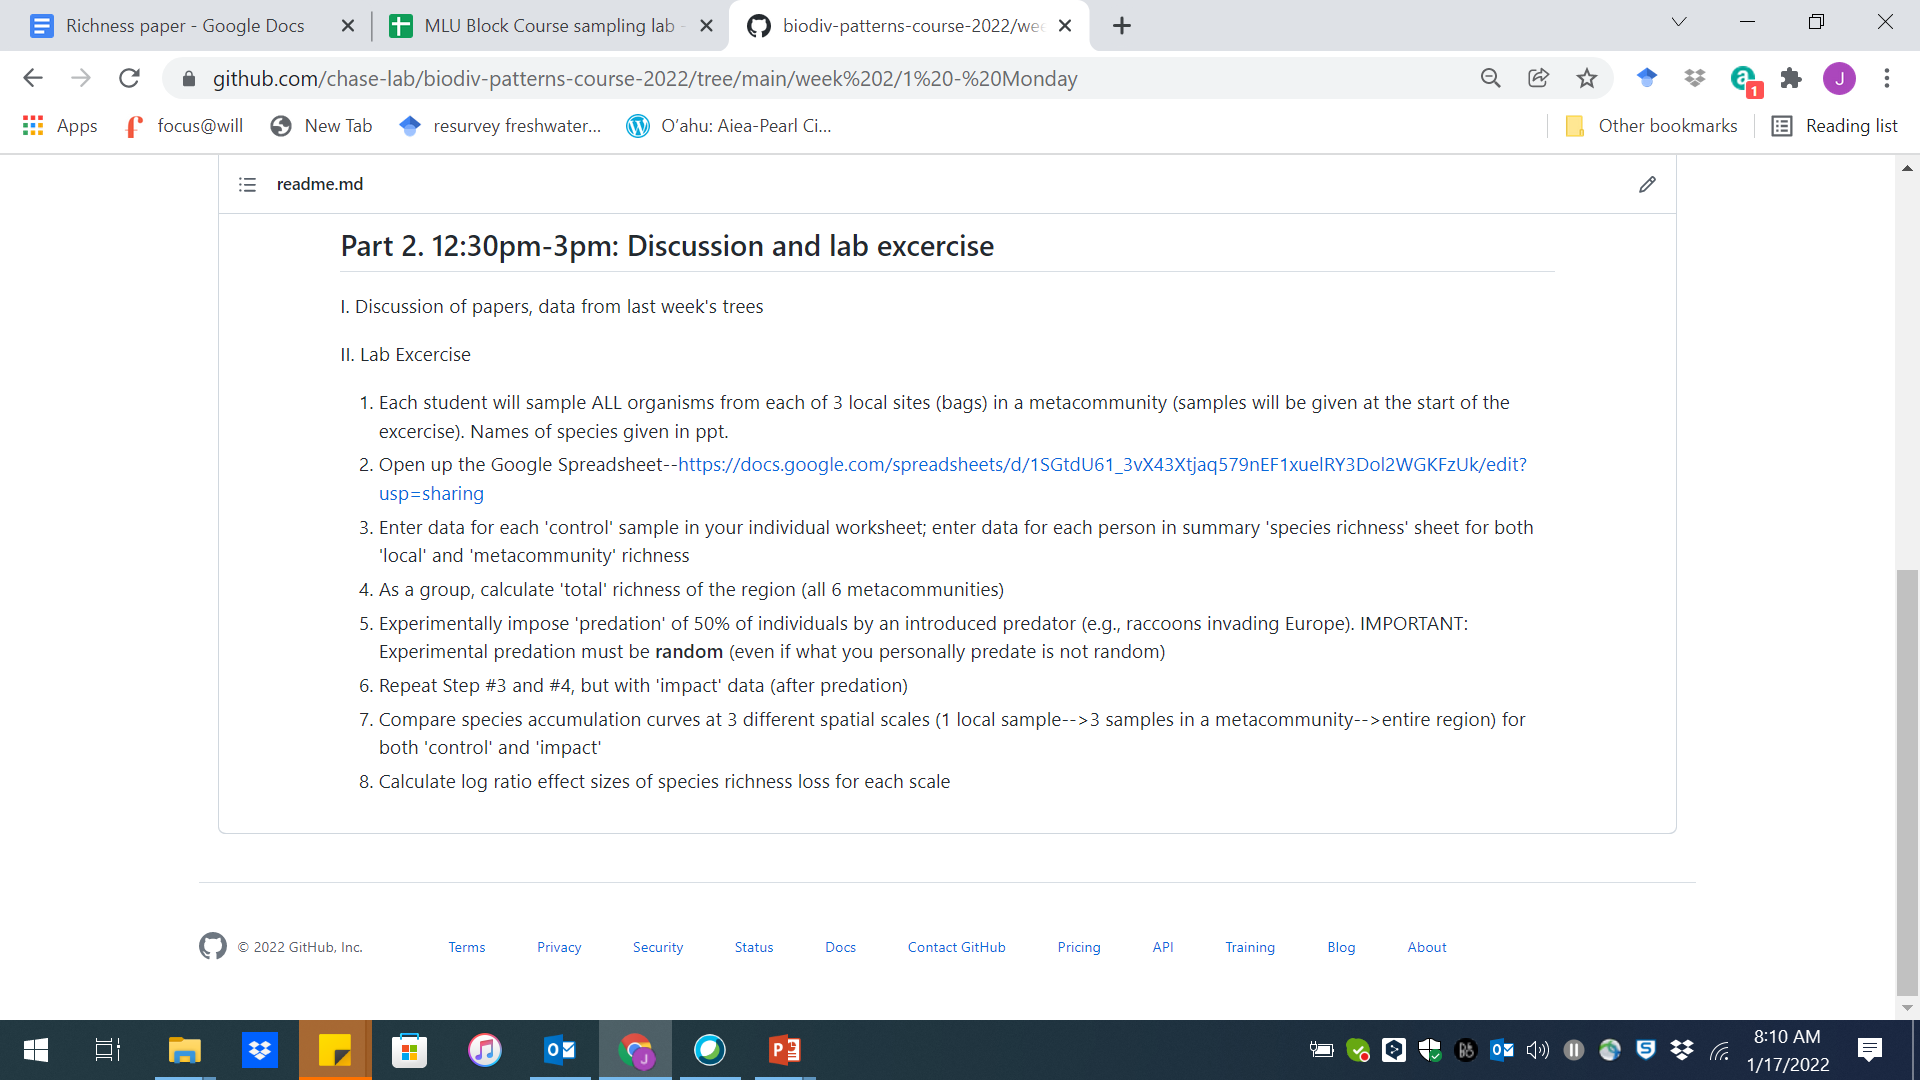 Richness paper - Google Docs
MLU Block Course sampling lab -
biodiv-patterns-course-2022/wee
github.com/chase-lab/biodiv-patterns-course-2022/tree/main/week%202/1%20-%20Monday
a
1
J
Apps
focus@will
New Tab
resurvey freshwater...
O'ahu: Aiea-Pearl Ci...
Other bookmarks
Reading list
readme.md
Part 2. 12:30pm-3pm: Discussion and lab excercise
I. Discussion of papers, data from last week's trees
II. Lab Excercise
1. Each student will sample ALL organisms from each of 3 local sites (bags) in a metacommunity (samples will be given at the start of the
excercise). Names of species given in ppt.
2. Open up the Google Spreadsheet--https://docs.google.com/spreadsheets/d/1SGtdU61_3vX43Xtjaq579nEF1xuelRY3Dol2WGKFzUk/edit?
usp=sharing
3. Enter data for each 'control' sample in your individual worksheet; enter data for each person in summary 'species richness' sheet for both
'local' and 'metacommunity' richness
4. As a group, calculate 'total' richness of the region (all 6 metacommunities)
5. Experimentally impose 'predation' of 50% of individuals by an introduced predator (e.g., raccoons invading Europe). IMPORTANT:
Experimental predation must be random (even if what you personally predate is not random)
6. Repeat Step #3 and #4, but with 'impact' data (after predation)
7. Compare species accumulation curves at 3 different spatial scales (1 local sample-->3 samples in a metacommunity-->entire region) for
both 'control' and 'impact'
8. Calculate log ratio effect sizes of species richness loss for each scale
© 2022 GitHub, Inc.
Terms
Privacy
Security
Status
Docs
Contact GitHub
Pricing
API
Training
Blog
About
8:10 AM
1/17/2022